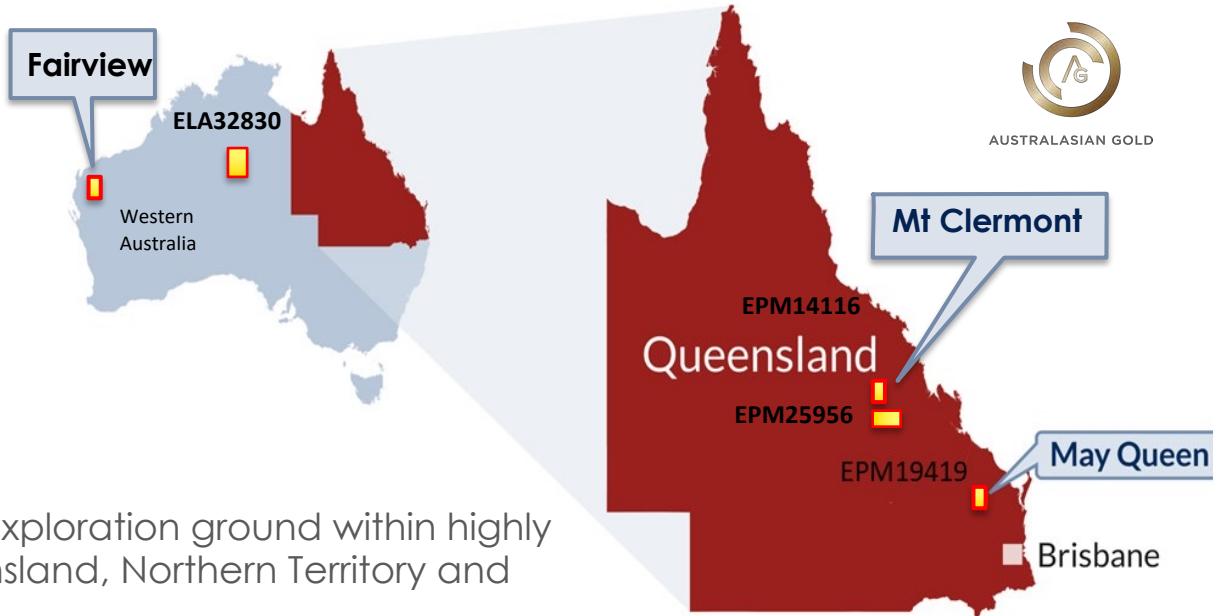 Fairview
ELA32830
Western
Australia
AG
AUSTRALASIAN GOLD
Mt Clermont
EPM14116
Queensland
EPM25956
EPM19419
May Queen
Brisbane
xploration ground within highly
nsland, Northern Territory and